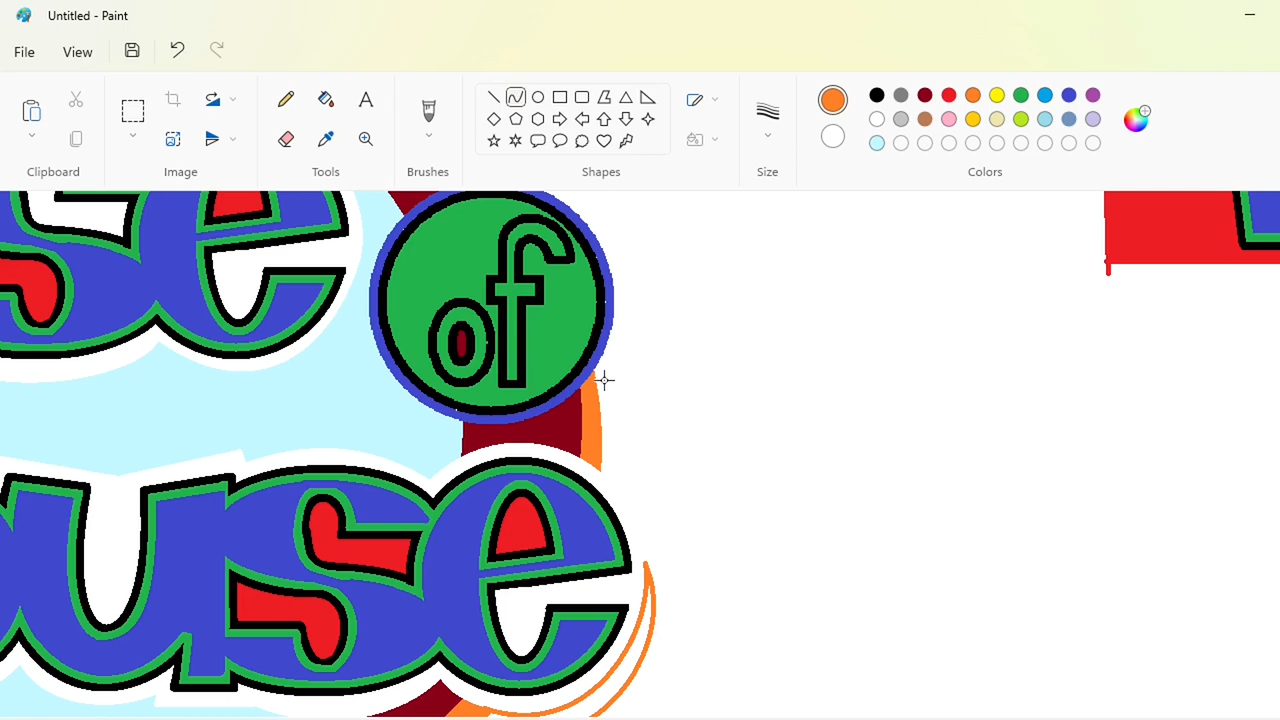 Untitled - Paint
File View
Clipboard Image Tools Brushes Shapes Size Colors
se
of
use